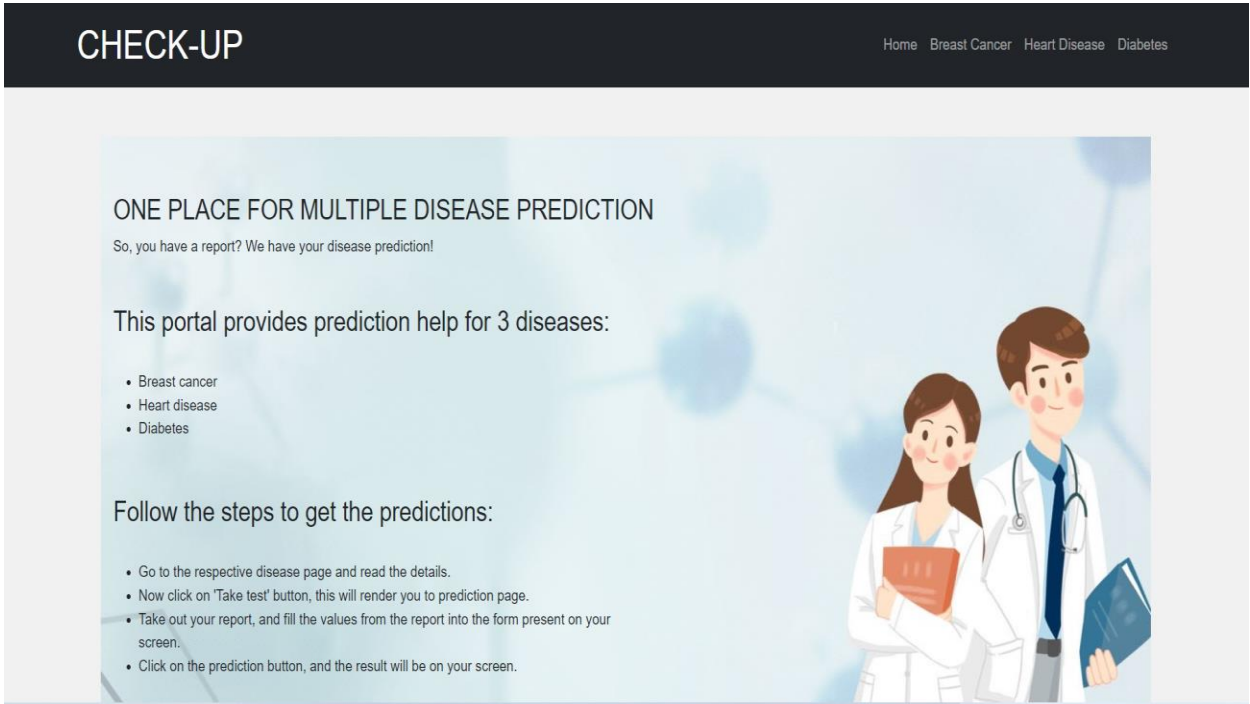 CHECK-UP
Home Breast Cancer Heart Disease Diabetes
ONE PLACE FOR MULTIPLE DISEASE PREDICTION
So, you have a report? We have your disease prediction!
This portal provides prediction help for 3 diseases:
• Breast cancer
• Heart disease
• Diabetes
Follow the steps to get the predictions:
• Go to the respective disease page and read the details.
• Now click on 'Take test' button, this will render you to prediction page.
• Take out your report, and fill the values from the report into the form present on your
screen.
• Click on the prediction button, and the result will be on your screen.